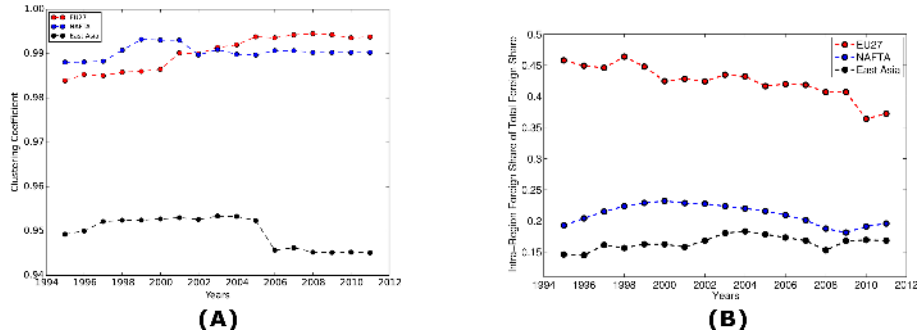 1.00
0.99
0.98
0.97
0.96
0.95
0.94
1994 1996 1998 2000 2002 2004 2006 2008 2010 2012
Years
Clustering Coefficient
EU27
NAFTA
East Asia
(A)
0.5
0.45
0.4
0.35
0.3
0.25
0.2
0.15
1994 1996 1998 2000 2002 2004 2006 2008 2010 2012
Years
Intra-Region Foreign Share of Total Foreign Share
EU27
NAFTA
East Asia
(B)